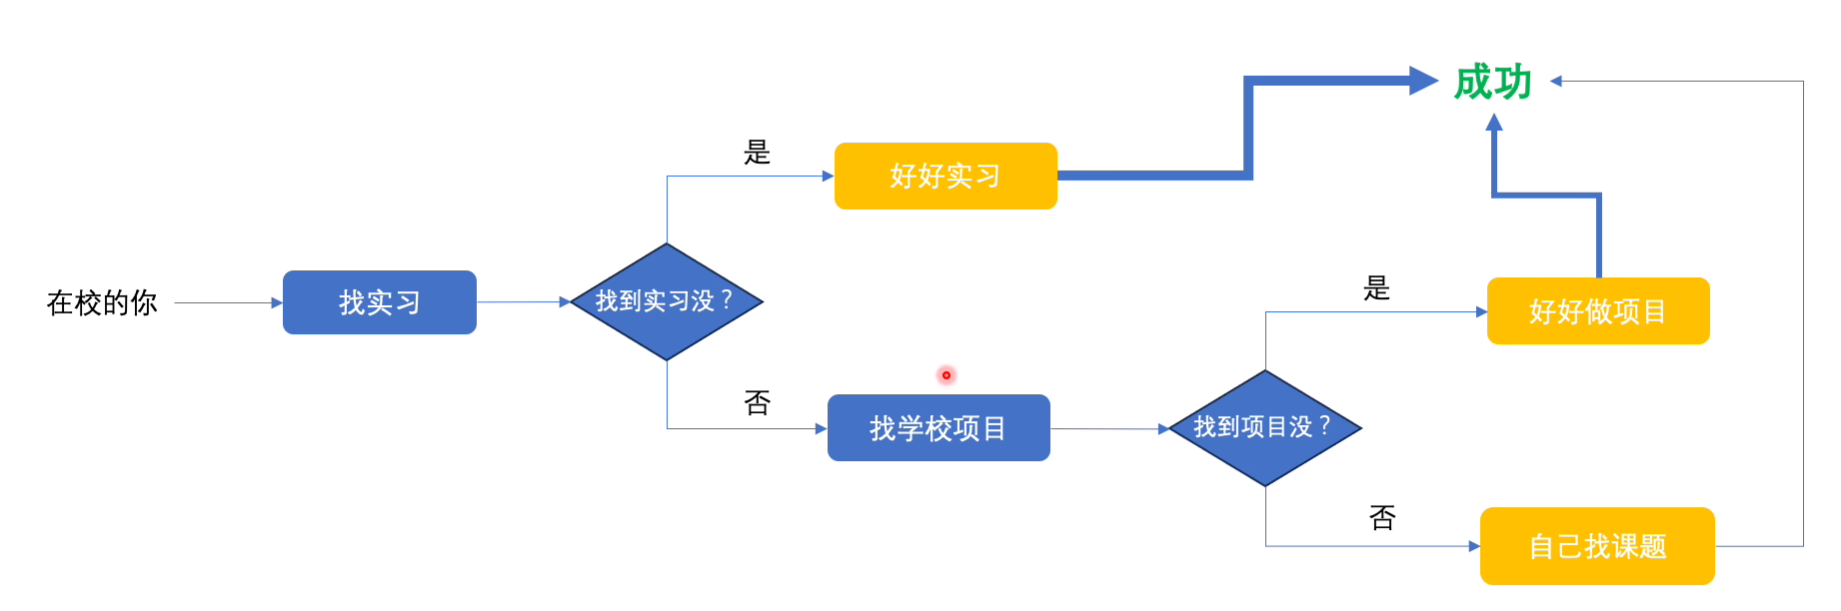 成功
是
好好实习
在校的你
找实习
找到实习没？
是
好好做项目
否
找学校项目
找到项目没？
否
自己找课题